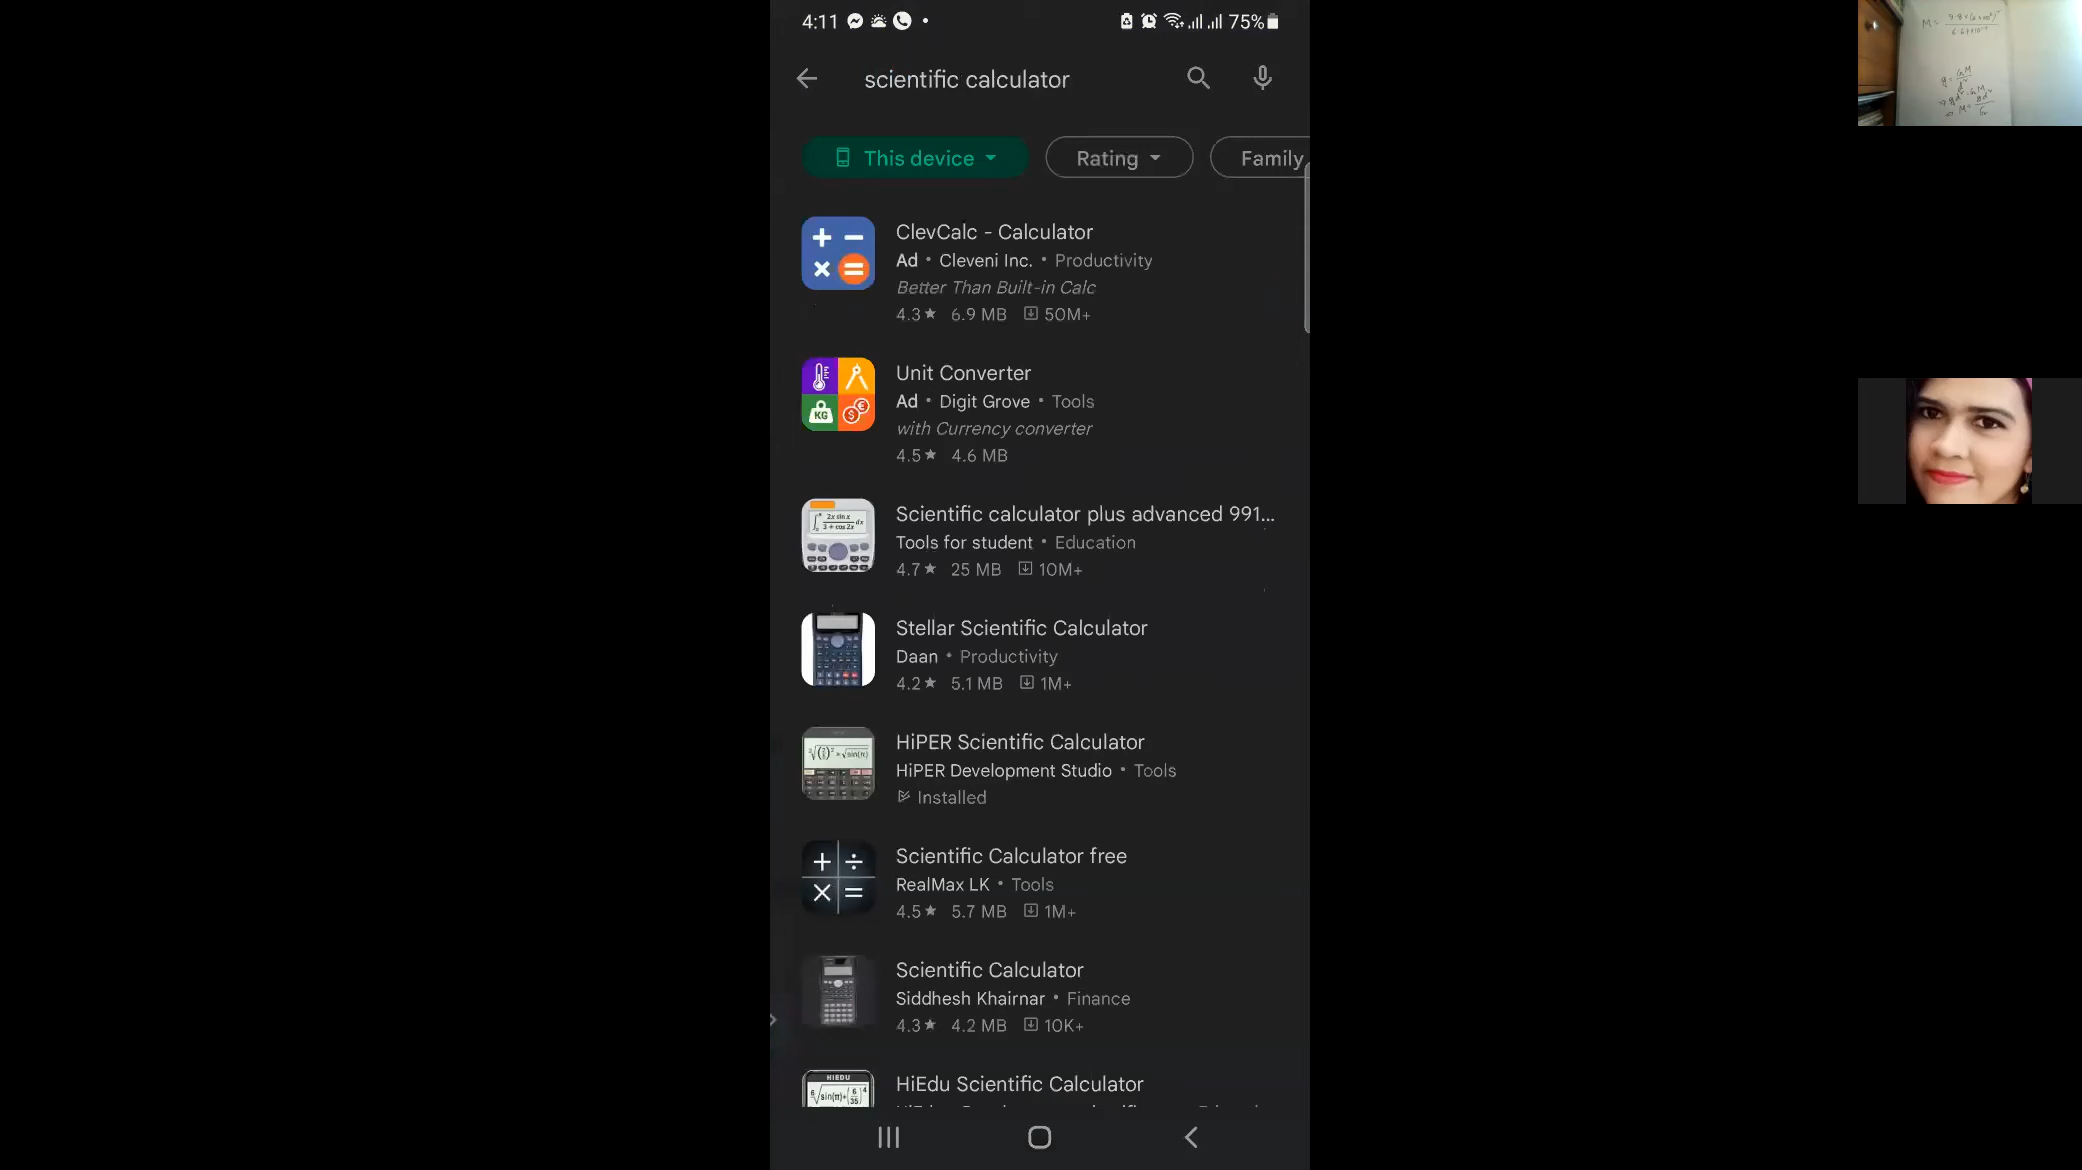 4:11
75%
scientific calculator
This device
Rating
Family
ClevCalc - Calculator
Ad • Cleveni Inc. • Productivity
Better Than Built-in Calc
4.3★ 6.9 MB 50M+
KG
Unit Converter
Ad • Digit Grove • Tools
with Currency converter
4.5★ 4.6 MB
Scientific calculator plus advanced 991...
Tools for student • Education
4.7★ 25 MB 10M+
Stellar Scientific Calculator
Daan • Productivity
4.2★ 5.1 MB 1M+
HiPER Scientific Calculator
HiPER Development Studio • Tools
Installed
Scientific Calculator free
RealMax LK • Tools
4.5★ 5.7 MB 1M+
Scientific Calculator
Siddhesh Khairnar • Finance
4.3★ 4.2 MB 10K+
HIEDU
HiEdu Scientific Calculator